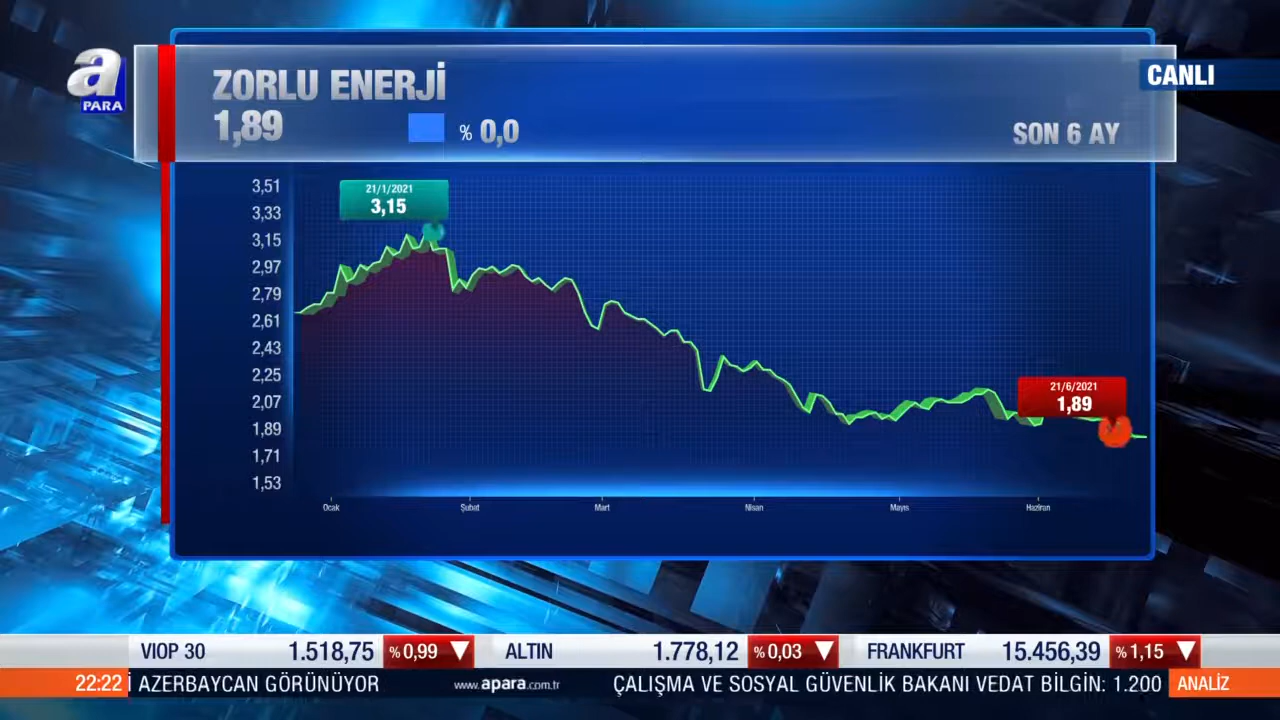 a
PARA
ZORLU ENERJİ
1,89
% 0,0
SON 6 AY
CANLI
3,51
3,33
3,15
2,97
2,79
2,61
2,43
2,25
2,07
1,89
1,71
1,53
21/1/2021
3,15
21/6/2021
1,89
Ocak Şubat Mart Nisan Mayıs Haziran
VIOP 30 1.518,75 %0,99 ALTIN 1.778,12 %0,03 FRANKFURT 15.456,39 %1,15
22:22 İ AZERBAYCAN GÖRÜNÜYOR www.apara.com.tr ÇALIŞMA VE SOSYAL GÜVENLİK BAKANI VEDAT BİLGİN: 1.200 ANALİZ